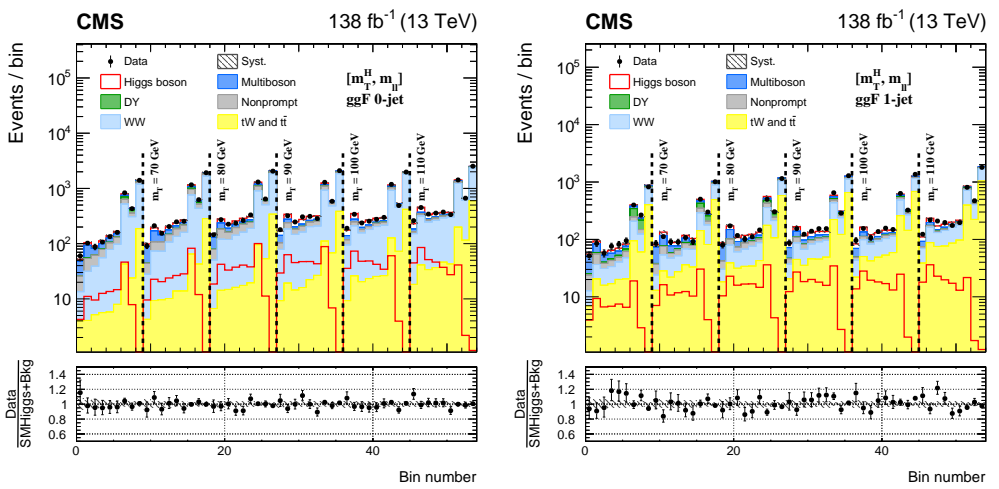 CMS 138 fb⁻¹ (13 TeV)
Events / bin
10⁵
10⁴
10³
10²
10
Data Syst.
Higgs boson Multiboson
DY Nonprompt
WW tW and tt̄
[m_T^H, m_ll]
ggF 0-jet
m_T = 70 GeV
m_T = 80 GeV
m_T = 90 GeV
m_T = 100 GeV
m_T = 110 GeV
Data
SMHiggs+Bkg
1.4
1.2
1
0.8
0.6
0 20 40
Bin number
CMS 138 fb⁻¹ (13 TeV)
Events / bin
10⁵
10⁴
10³
10²
10
Data Syst.
Higgs boson Multiboson
DY Nonprompt
WW tW and tt̄
[m_T^H, m_ll]
ggF 1-jet
m_T = 70 GeV
m_T = 80 GeV
m_T = 90 GeV
m_T = 100 GeV
m_T = 110 GeV
Data
SMHiggs+Bkg
1.4
1.2
1
0.8
0.6
0 20 40
Bin number